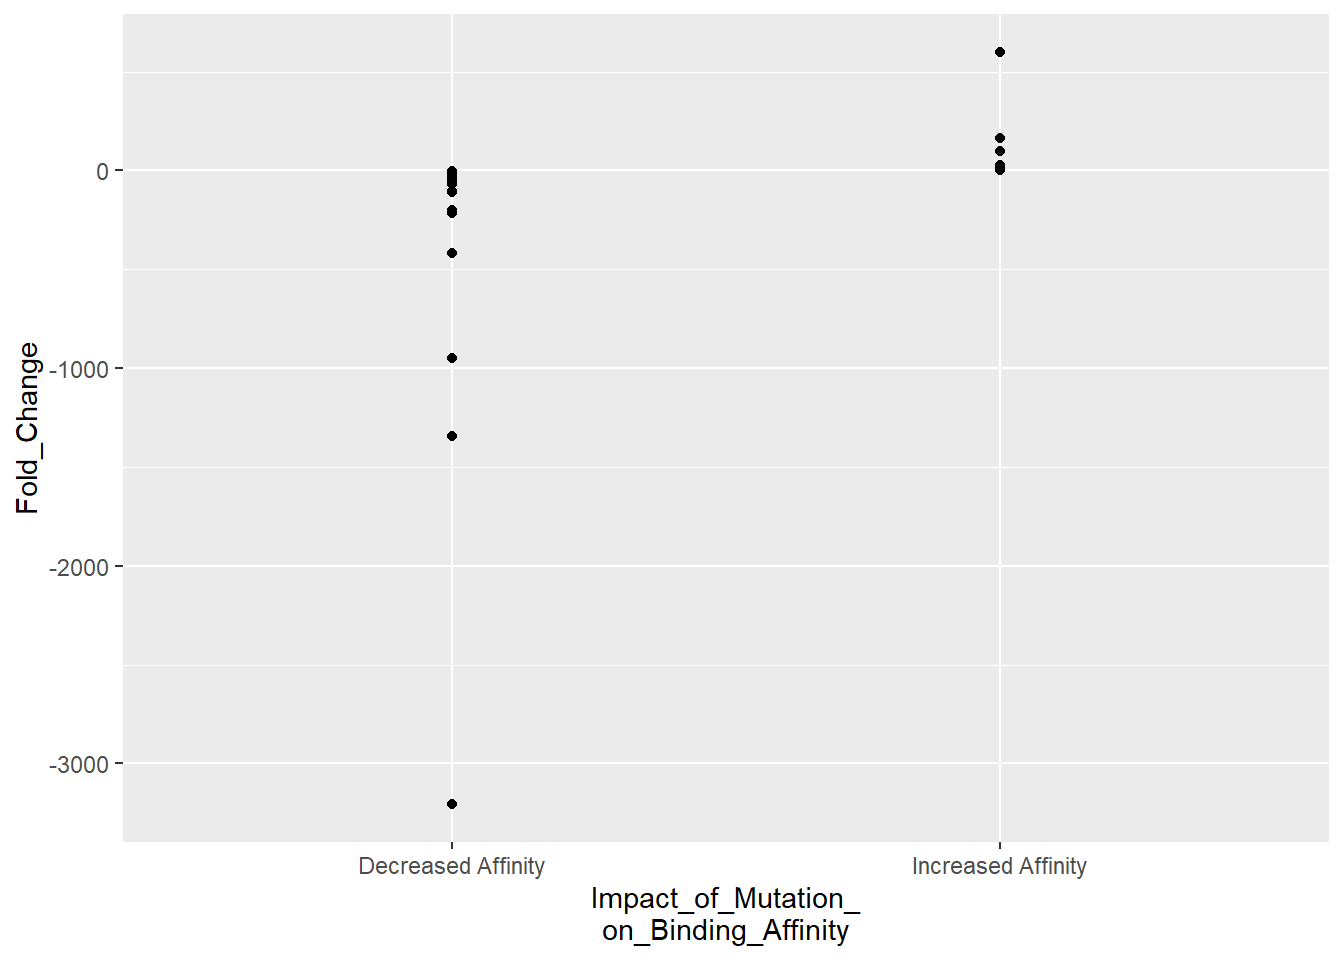 Fold_Change
0
-1000
-2000
-3000
Decreased Affinity
Increased Affinity
Impact_of_Mutation_
on_Binding_Affinity